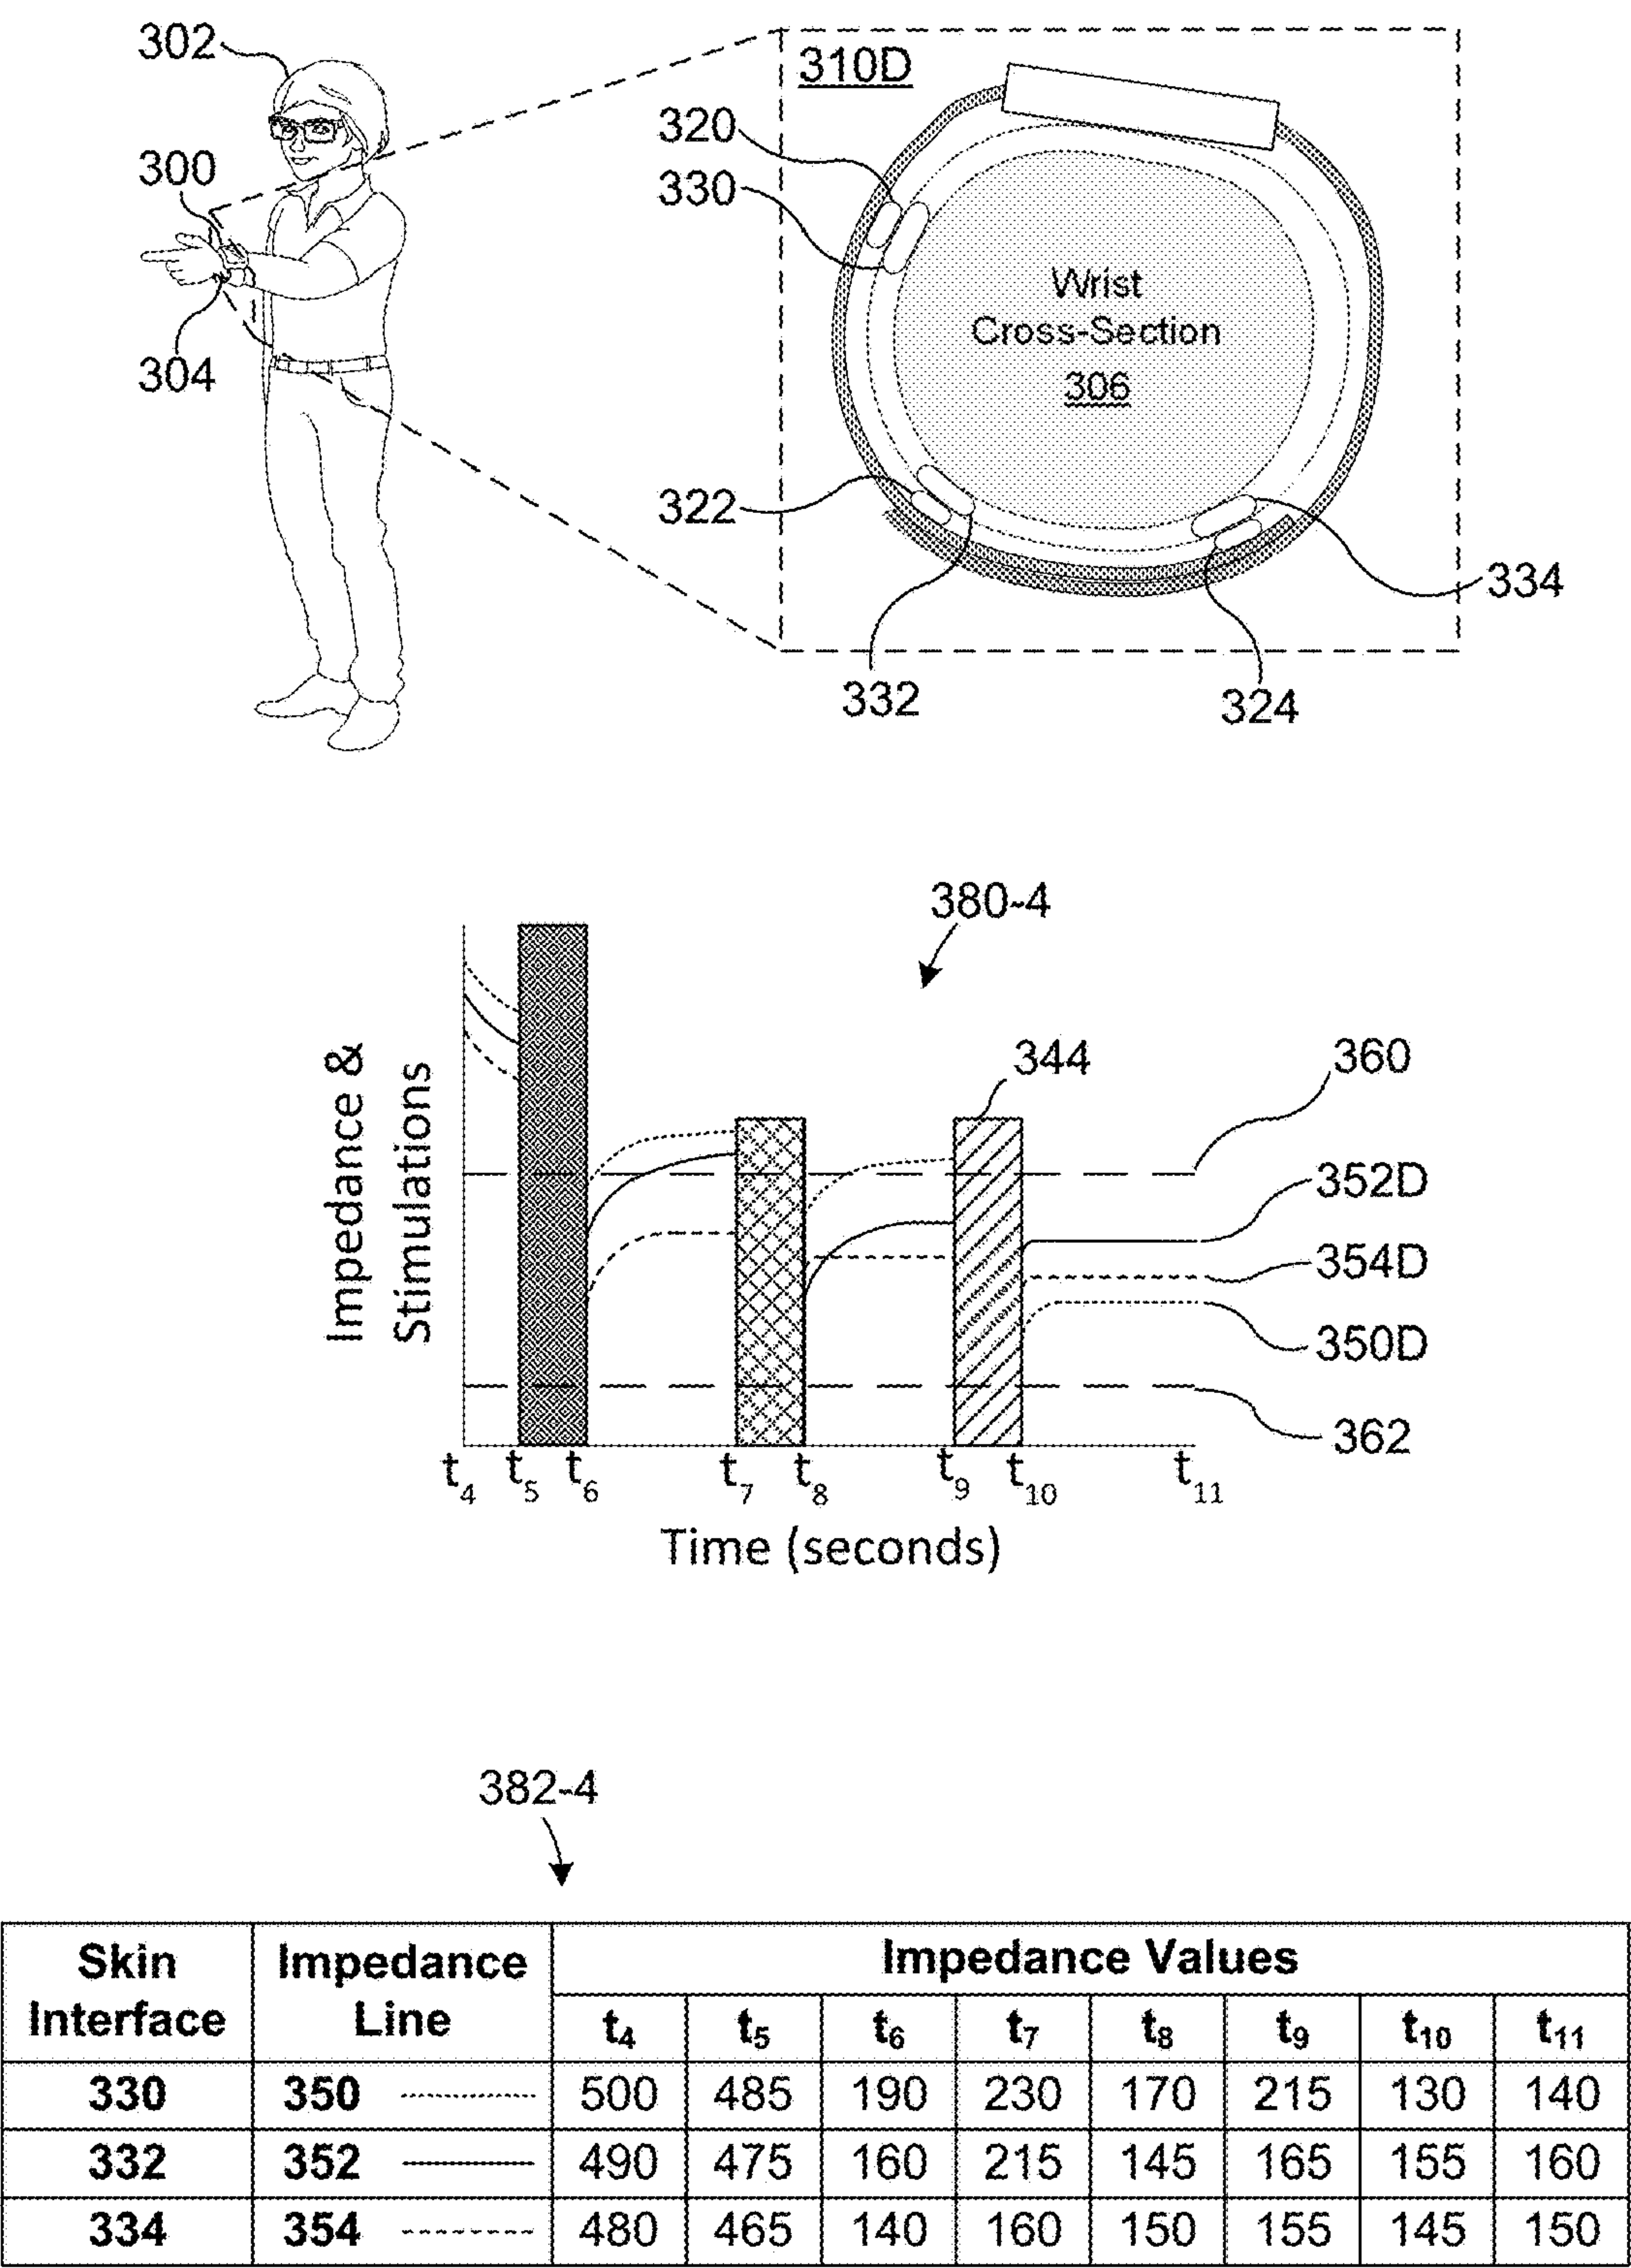 302
310D
320
300
330
Wrist
Cross-Section
306
304
322
334
332
324
380-4
Impedance &
Stimulations
344
360
352D
354D
350D
362
t4 t5 t6 t7 t8 t9 t10 t11
Time (seconds)
382-4
Skin Interface Impedance Line Impedance Values
t4 t5 t6 t7 t8 t9 t10 t11
330 350 500 485 190 230 170 215 130 140
332 352 490 475 160 215 145 165 155 160
334 354 480 465 140 160 150 155 145 150